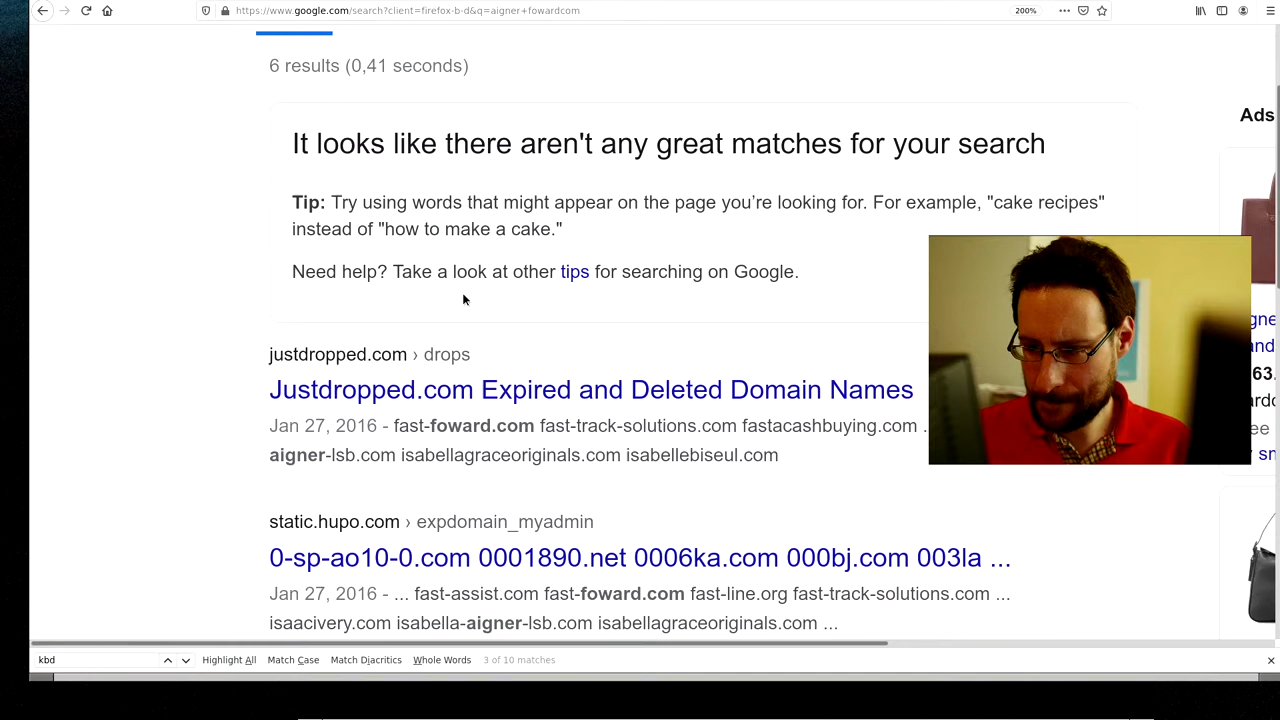 https://www.google.com/search?client=firefox-b-d&q=aigner+fowardcom
200%
6 results (0,41 seconds)
Ads
It looks like there aren't any great matches for your search
Tip: Try using words that might appear on the page you're looking for. For example, "cake recipes"
instead of "how to make a cake."
Need help? Take a look at other tips for searching on Google.
justdropped.com › drops
Justdropped.com Expired and Deleted Domain Names
Jan 27, 2016 - fast-foward.com fast-track-solutions.com fastacashbuying.com .
aigner-lsb.com isabellagraceoriginals.com isabellebiseul.com
static.hupo.com › expdomain_myadmin
0-sp-ao10-0.com 0001890.net 0006ka.com 000bj.com 003la ...
Jan 27, 2016 - ... fast-assist.com fast-foward.com fast-line.org fast-track-solutions.com ...
isaacivery.com isabella-aigner-lsb.com isabellagraceoriginals.com ...
kbd
Highlight All
Match Case
Match Diacritics
Whole Words
3 of 10 matches